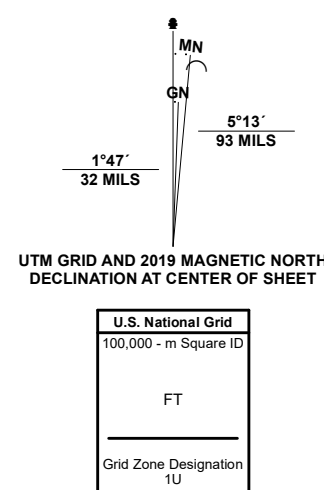 MN
GN
5°13´
93 MILS
1°47´
32 MILS
UTM GRID AND 2019 MAGNETIC NORTH
DECLINATION AT CENTER OF SHEET
U.S. National Grid
100,000 - m Square ID
FT
Grid Zone Designation
1U